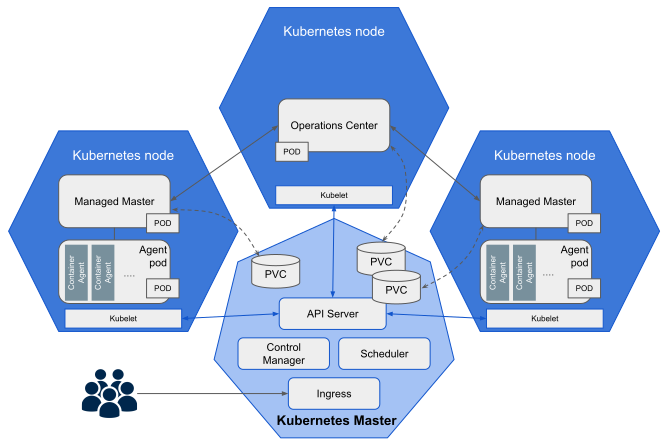 Kubernetes node
Operations Center
POD
Kubelet
Kubernetes node
Managed Master
POD
Container
Agent
Container
Agent
....
Agent
pod
POD
Kubelet
Kubernetes node
Managed Master
POD
Container
Agent
Container
Agent
....
Agent
pod
POD
Kubelet
PVC
PVC
PVC
API Server
Control
Manager
Scheduler
Ingress
Kubernetes Master